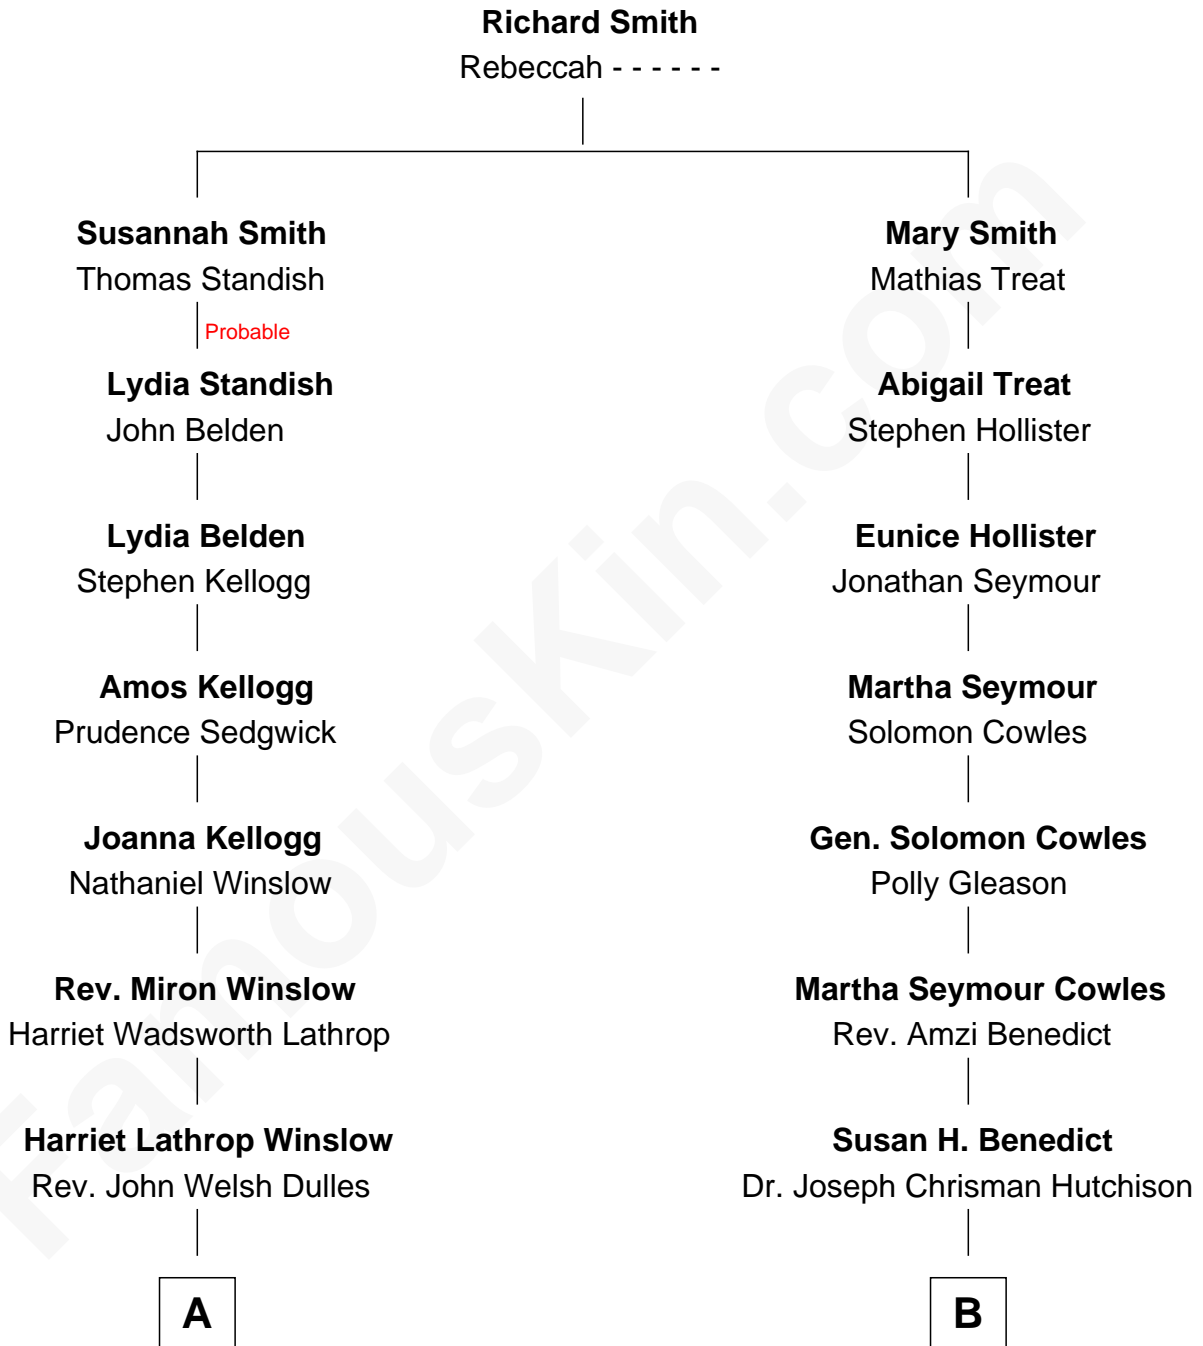 Richard Smith
Rebeccah - - - - - -
Susannah Smith
Thomas Standish
Probable
Lydia Standish
John Belden
Lydia Belden
Stephen Kellogg
Amos Kellogg
Prudence Sedgwick
Joanna Kellogg
Nathaniel Winslow
Rev. Miron Winslow
Harriet Wadsworth Lathrop
Harriet Lathrop Winslow
Rev. John Welsh Dulles
A
Mary Smith
Mathias Treat
Abigail Treat
Stephen Hollister
Eunice Hollister
Jonathan Seymour
Martha Seymour
Solomon Cowles
Gen. Solomon Cowles
Polly Gleason
Martha Seymour Cowles
Rev. Amzi Benedict
Susan H. Benedict
Dr. Joseph Chrisman Hutchison
B
FamousKin.com